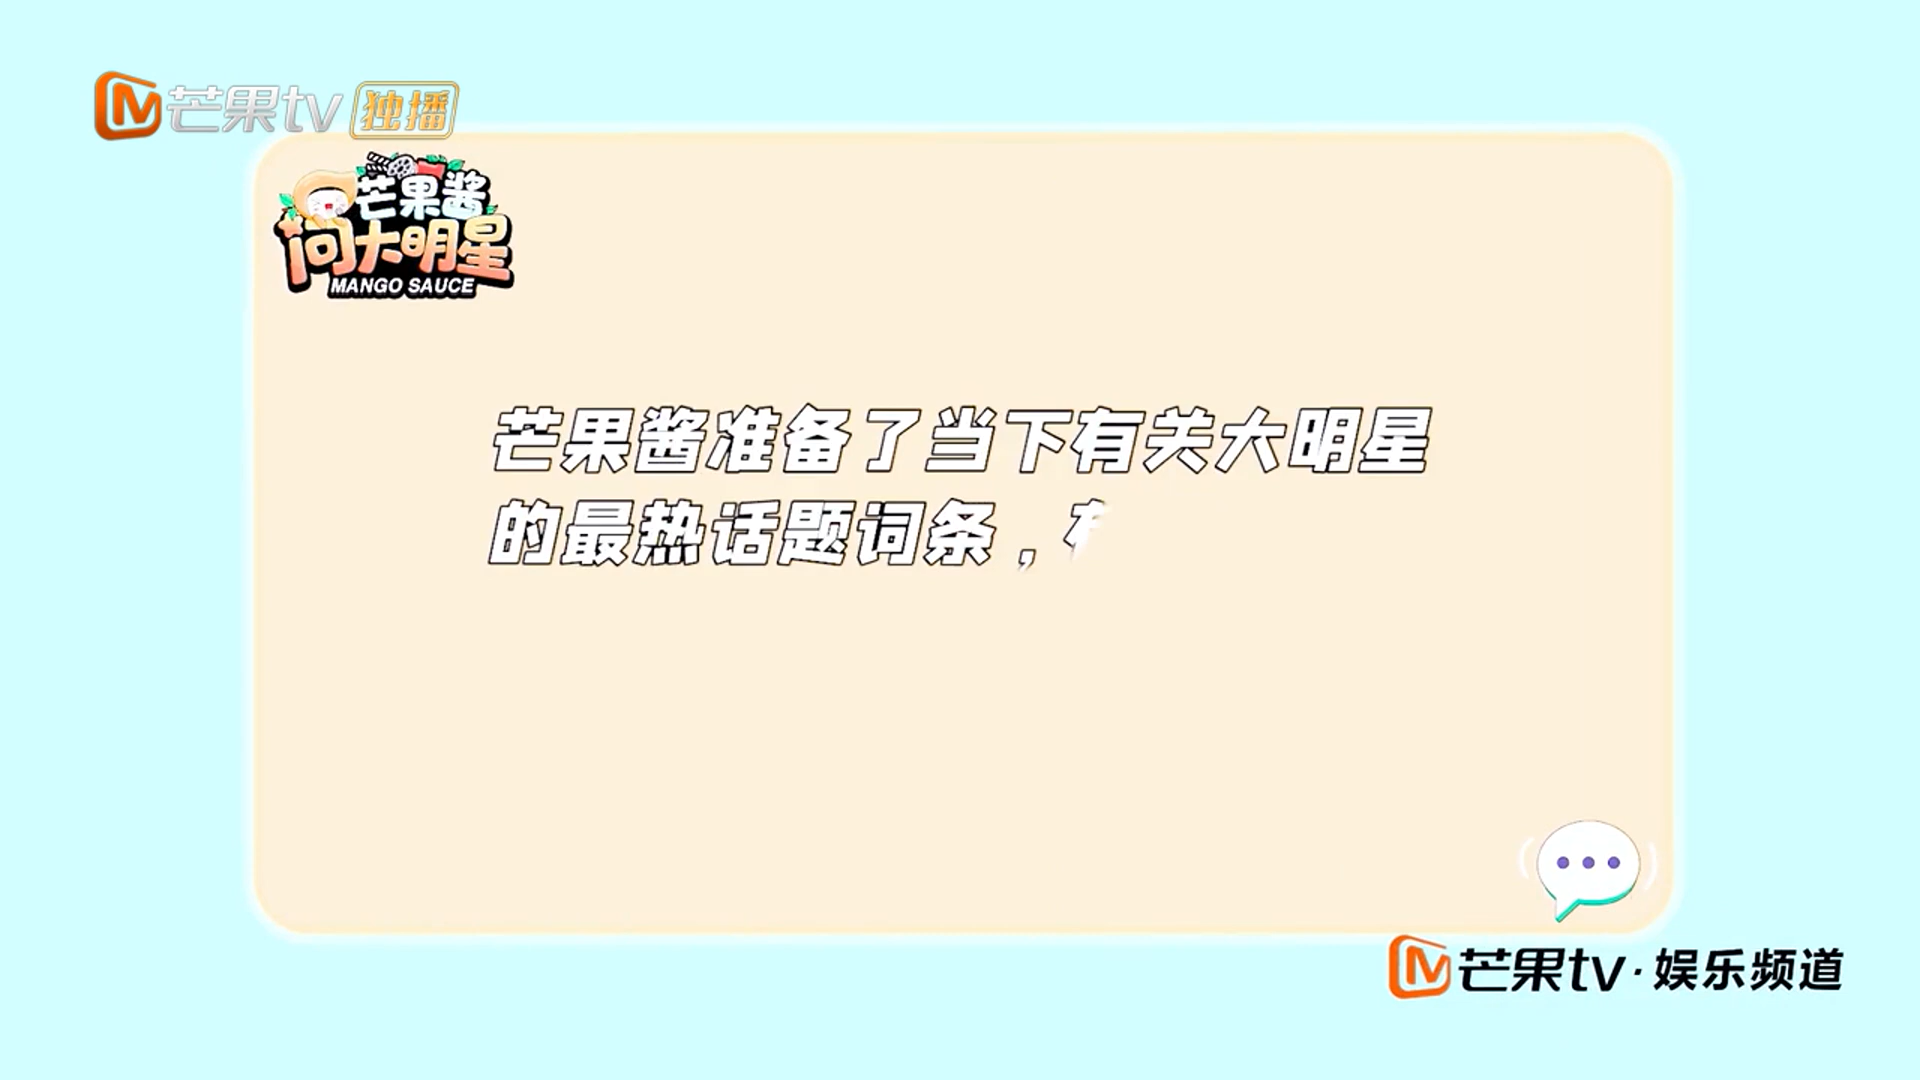 芒果tv 独播
芒果酱
问大明星
MANGO SAUCE
芒果酱准备了当下有关大明星
的最热话题词条，
芒果tv·娱乐频道